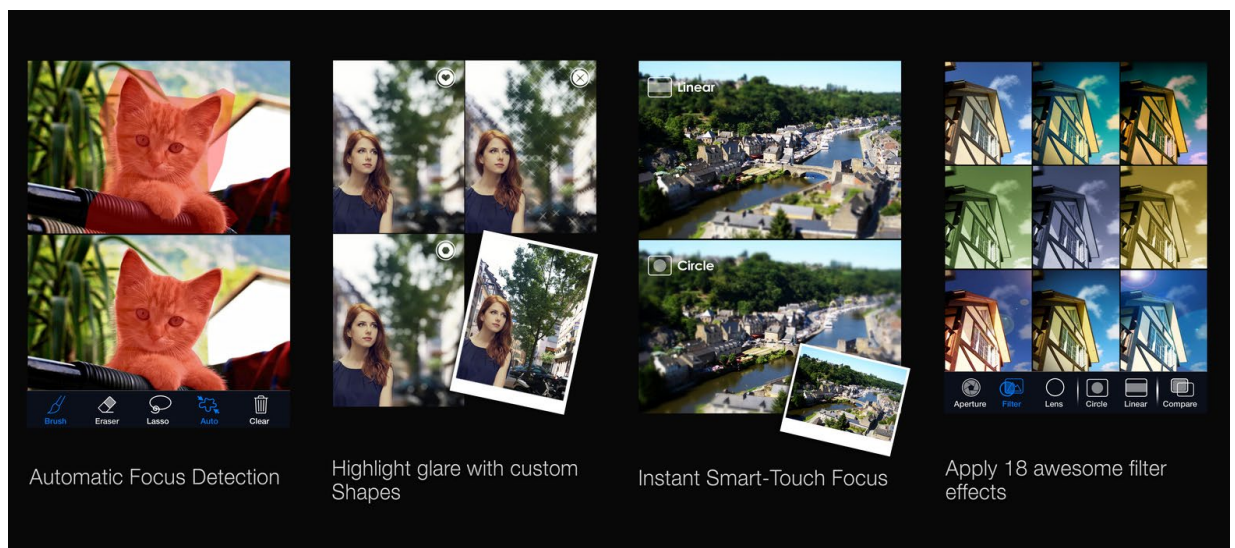 Linear
Circle
Brush Eraser Lasso Auto Clear
Aperture Filter Lens Circle Linear Compare
Automatic Focus Detection
Highlight glare with custom
Shapes
Instant Smart-Touch Focus
Apply 18 awesome filter
effects